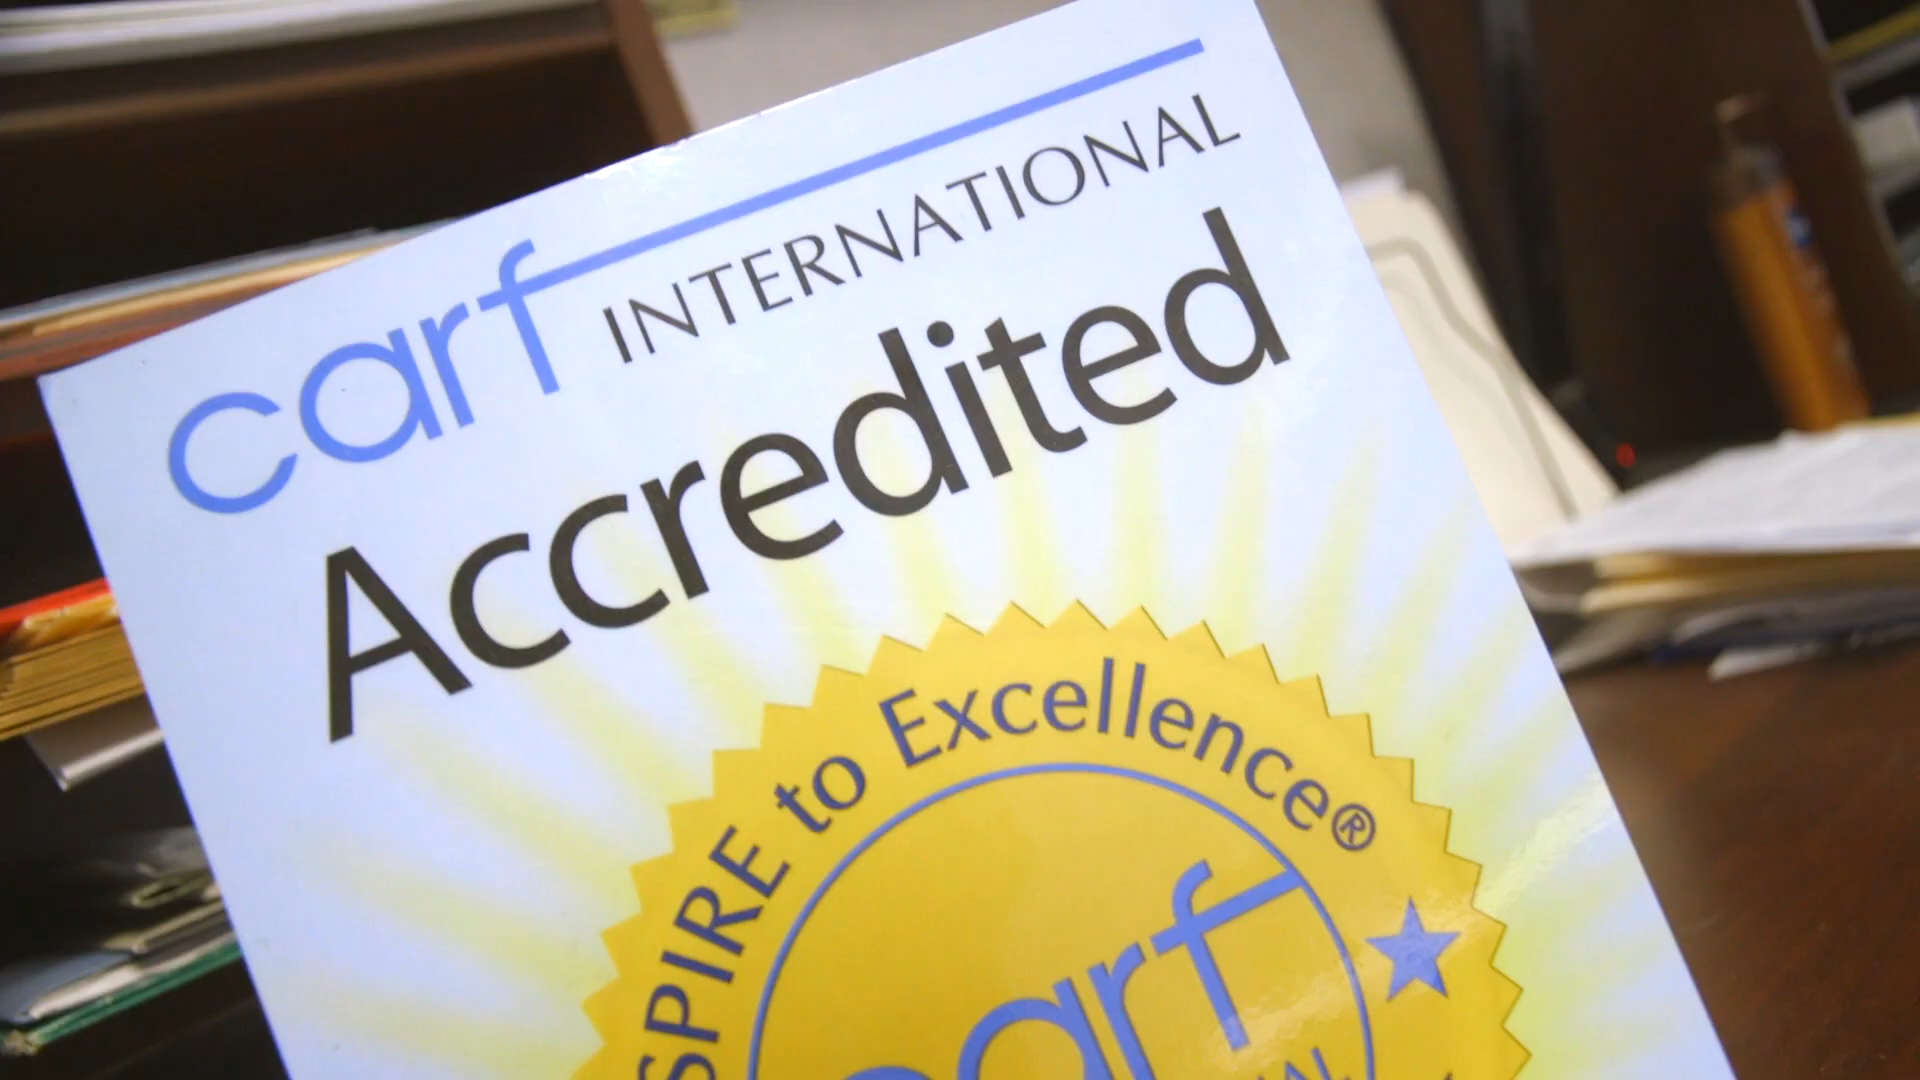 carf INTERNATIONAL
Accredited
SPIRE to Excellence®
carf